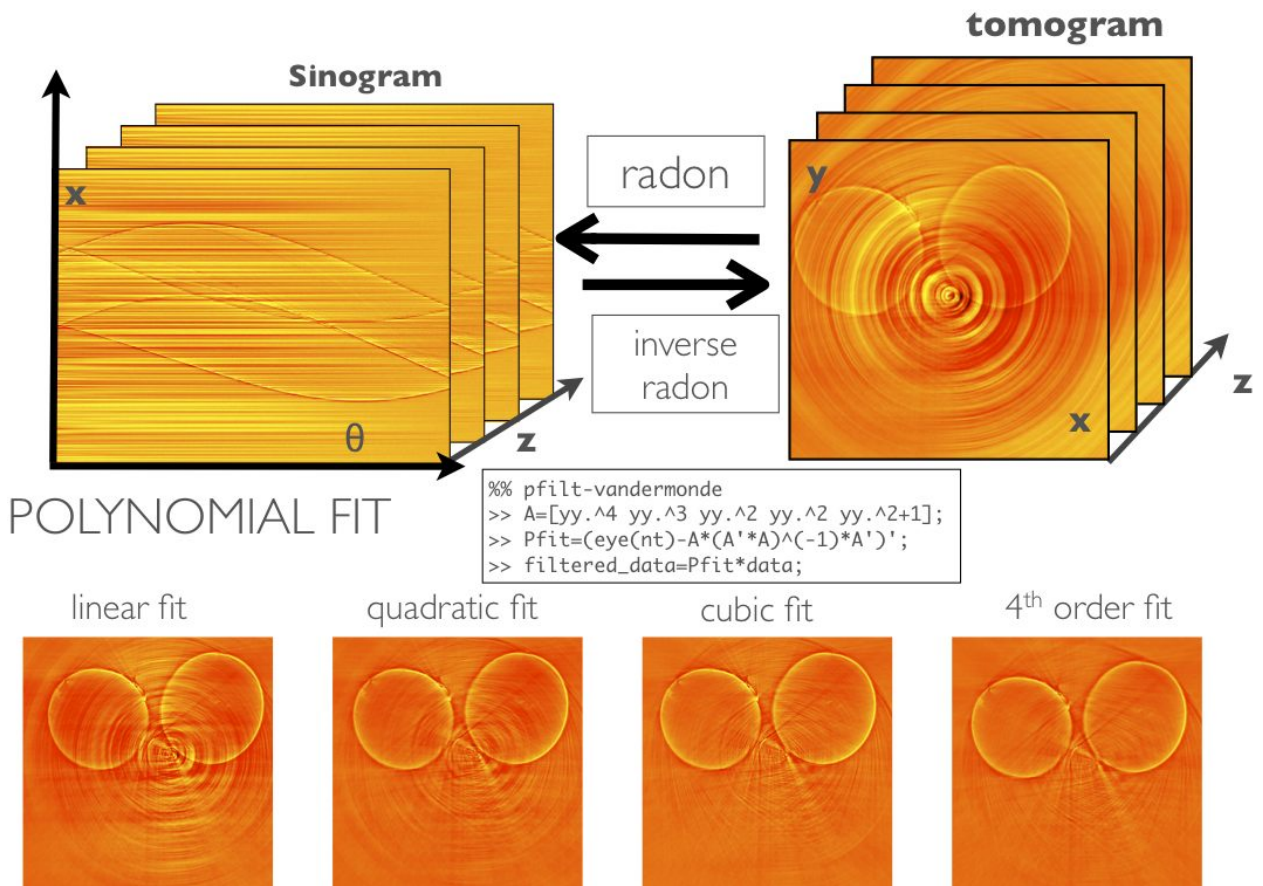 tomogram
Sinogram
x
θ
z
radon
inverse
radon
y
x
z
POLYNOMIAL FIT
%% pfilt-vandermonde
>> A=[yy.^4 yy.^3 yy.^2 yy.^2 yy.^2+1];
>> Pfit=(eye(nt)-A*(A'*A)^(-1)*A')';
>> filtered_data=Pfit*data;
linear fit
quadratic fit
cubic fit
4th order fit